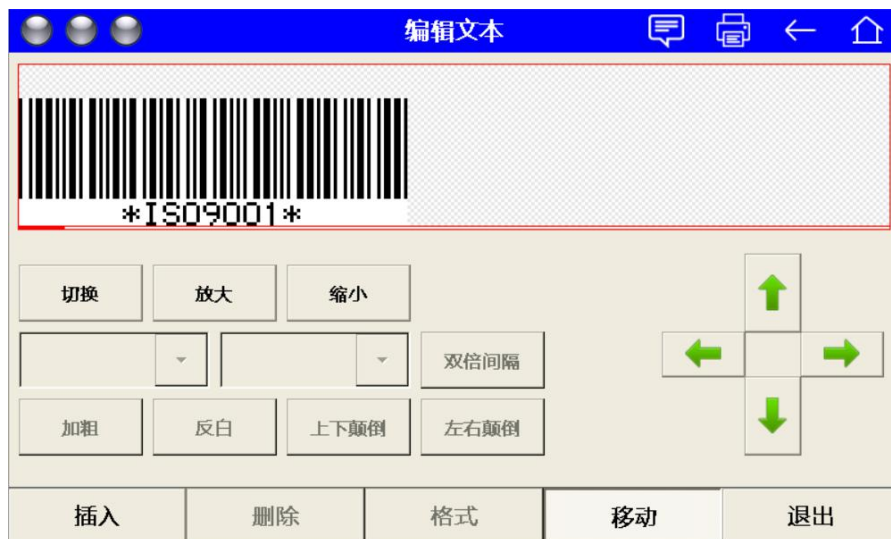 编辑文本
*ISO9001*
切换 放大 缩小
双倍间隔
加粗 反白 上下颠倒 左右颠倒
插入 删除 格式 移动 退出